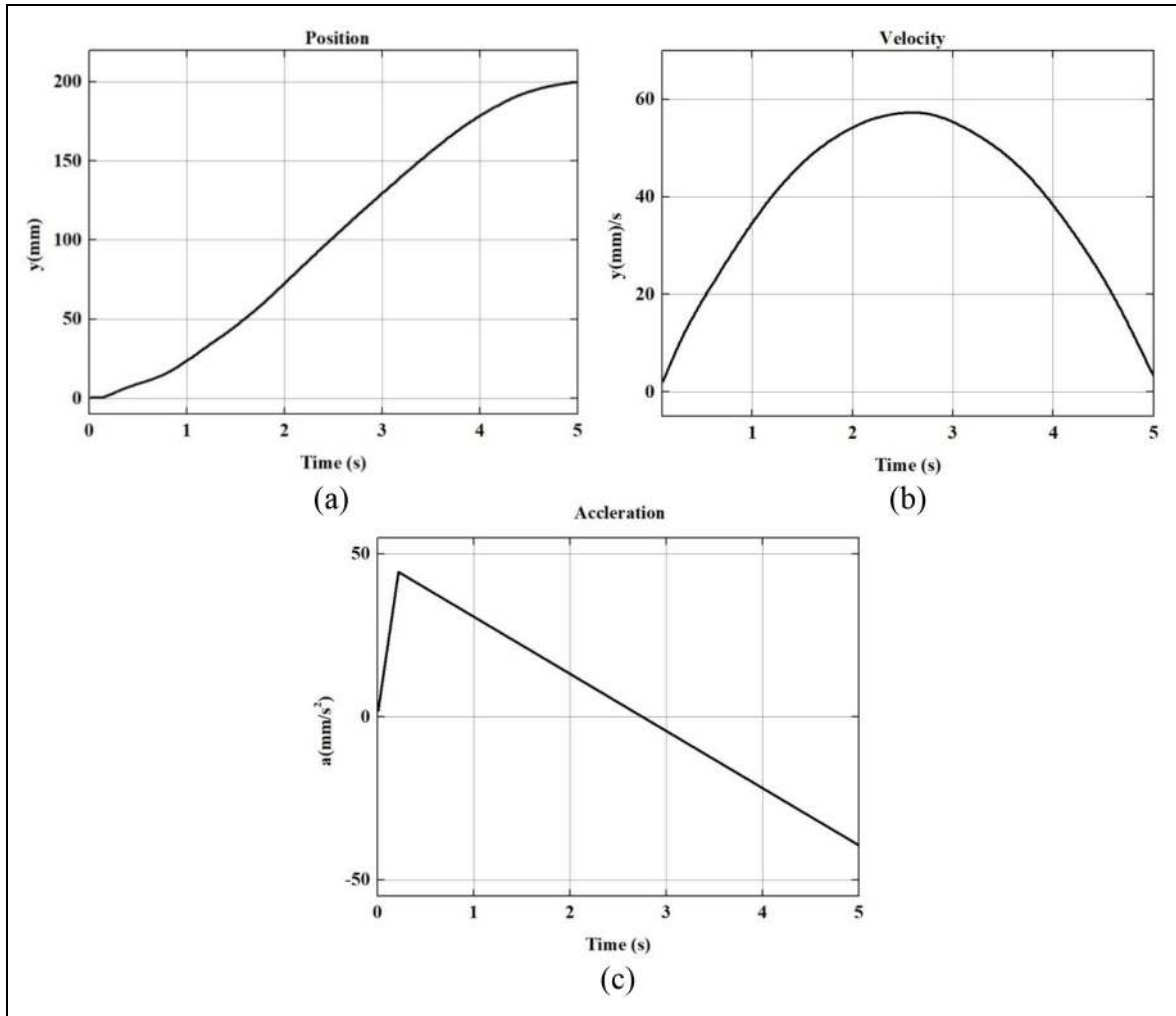 Position
200
150
100
50
0
y(mm)
0 1 2 3 4 5
Time (s)
(a)
Velocity
60
40
20
0
y(mm)/s
1 2 3 4 5
Time (s)
(b)
Accleration
50
0
-50
a(mm/s²)
0 1 2 3 4 5
Time (s)
(c)